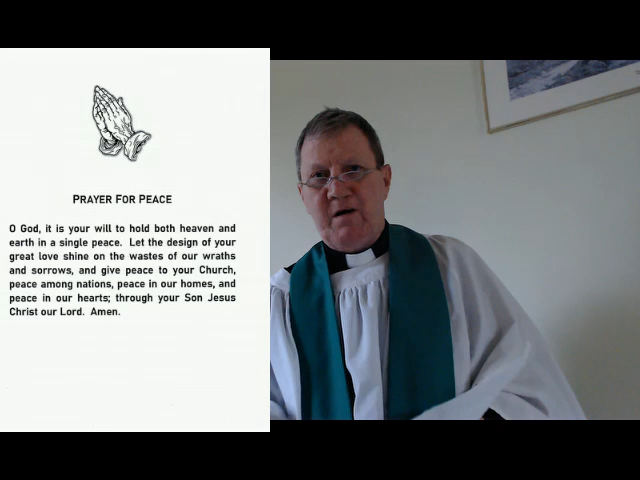 PRAYER FOR PEACE
O God, it is your will to hold both heaven and
earth in a single peace. Let the design of your
great love shine on the wastes of our wraths
and sorrows, and give peace to your Church,
peace among nations, peace in our homes, and
peace in our hearts; through your Son Jesus
Christ our Lord. Amen.